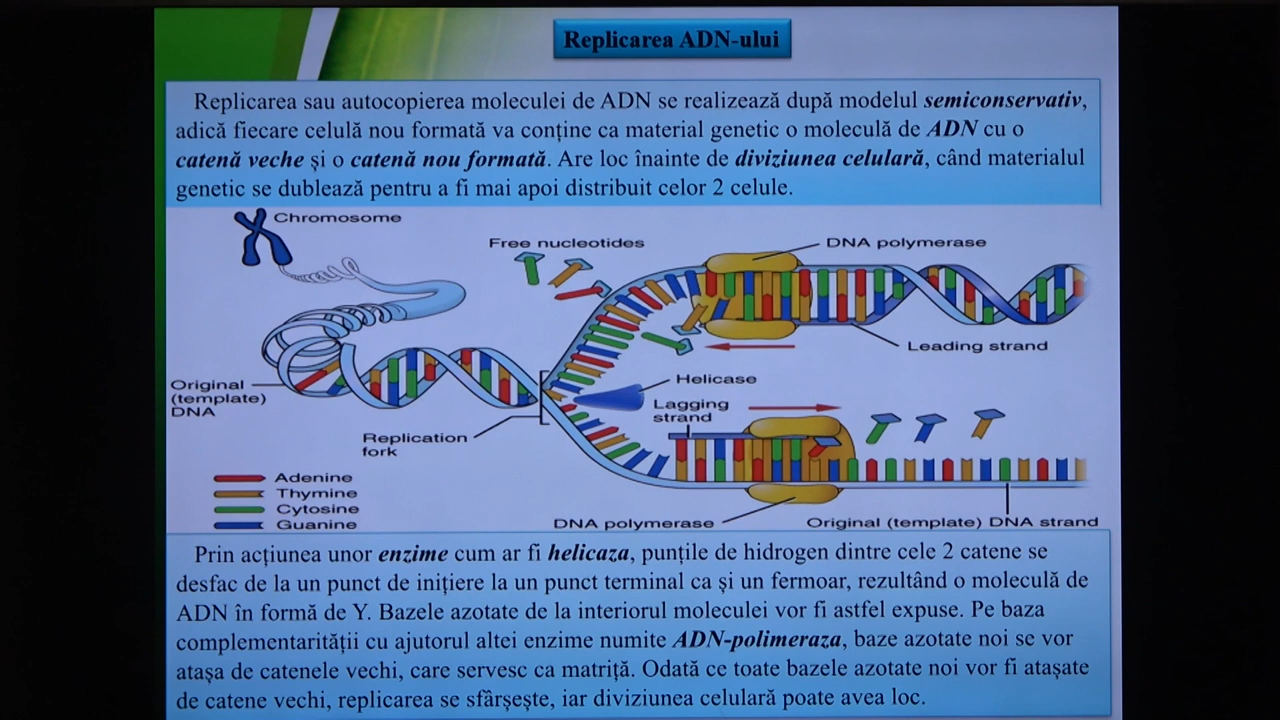 Replicarea ADN-ului
Replicarea sau autocopierea moleculei de ADN se realizează după modelul semiconservativ,
adică fiecare celulă nou formată va conține ca material genetic o moleculă de ADN cu o
catenă veche și o catenă nou formată. Are loc înainte de diviziunea celulară, când materialul
genetic se dublează pentru a fi mai apoi distribuit celor 2 celule.
Chromosome
Free nucleotides
DNA polymerase
Leading strand
Original
(template)
DNA
Helicase
Lagging
strand
Replication
fork
Adenine
Thymine
Cytosine
Guanine
DNA polymerase
Original (template) DNA strand
Prin acțiunea unor enzime cum ar fi helicaza, punțile de hidrogen dintre cele 2 catene se
desfac de la un punct de inițiere la un punct terminal ca și un fermoar, rezultând o moleculă de
ADN în formă de Y. Bazele azotate de la interiorul moleculei vor fi astfel expuse. Pe baza
complementarității cu ajutorul altei enzime numite ADN-polimeraza, baze azotate noi se vor
atașa de catenele vechi, care servesc ca matriță. Odată ce toate bazele azotate noi vor fi atașate
de catene vechi, replicarea se sfârșește, iar diviziunea celulară poate avea loc.